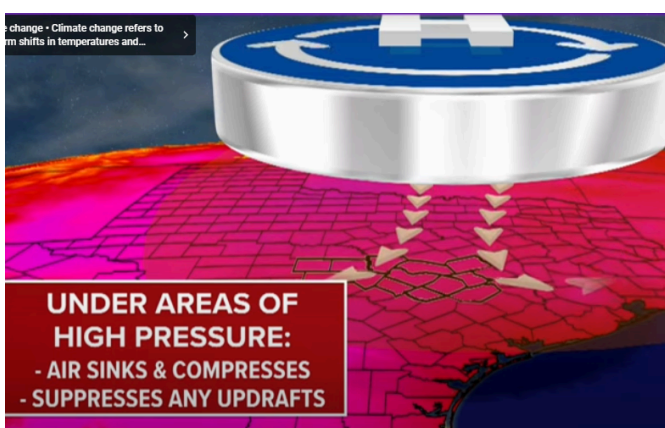 e change • Climate change refers to
rm shifts in temperatures and...
H
UNDER AREAS OF
HIGH PRESSURE:
- AIR SINKS & COMPRESSES
- SUPPRESSES ANY UPDRAFTS